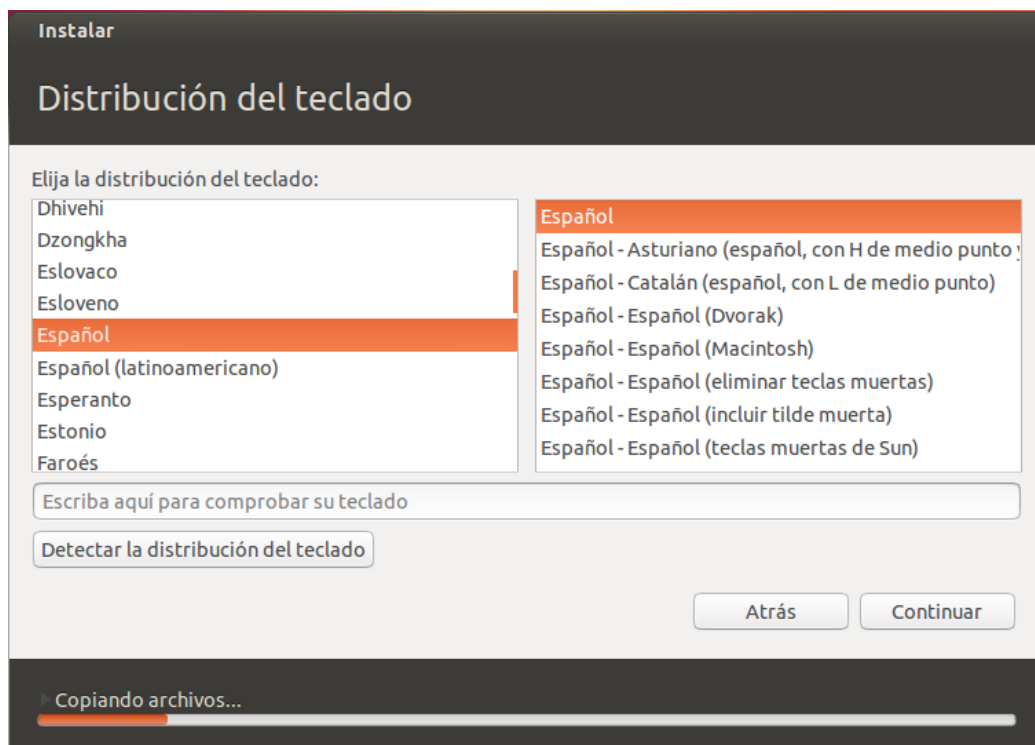 Instalar
Distribución del teclado
Elija la distribución del teclado:
Dhivehi
Dzongkha
Eslovaco
Esloveno
Español
Español (latinoamericano)
Esperanto
Estonio
Faroés
Español
Español - Asturiano (español, con H de medio punto y
Español - Catalán (español, con L de medio punto)
Español - Español (Dvorak)
Español - Español (Macintosh)
Español - Español (eliminar teclas muertas)
Español - Español (incluir tilde muerta)
Español - Español (teclas muertas de Sun)
Escriba aquí para comprobar su teclado
Detectar la distribución del teclado
Atrás
Continuar
Copiando archivos...